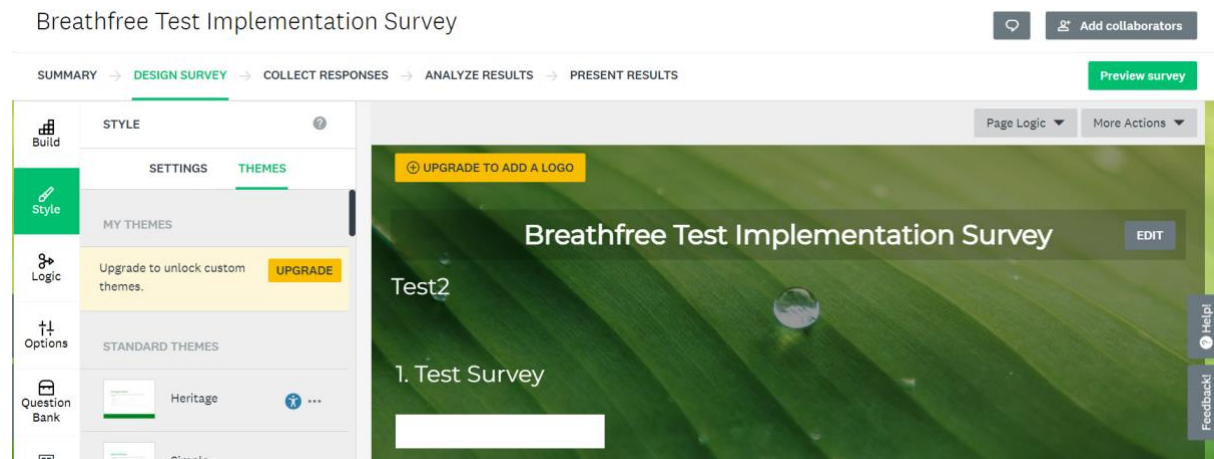 Breathfree Test Implementation Survey
Add collaborators
SUMMARY → DESIGN SURVEY → COLLECT RESPONSES → ANALYZE RESULTS → PRESENT RESULTS
Preview survey
Build
Style
Logic
Options
Question
Bank
STYLE
SETTINGS THEMES
MY THEMES
Upgrade to unlock custom
themes.
UPGRADE
STANDARD THEMES
Heritage
Simple
Page Logic
More Actions
UPGRADE TO ADD A LOGO
Breathfree Test Implementation Survey
EDIT
Test2
1. Test Survey
Help!
Feedback!